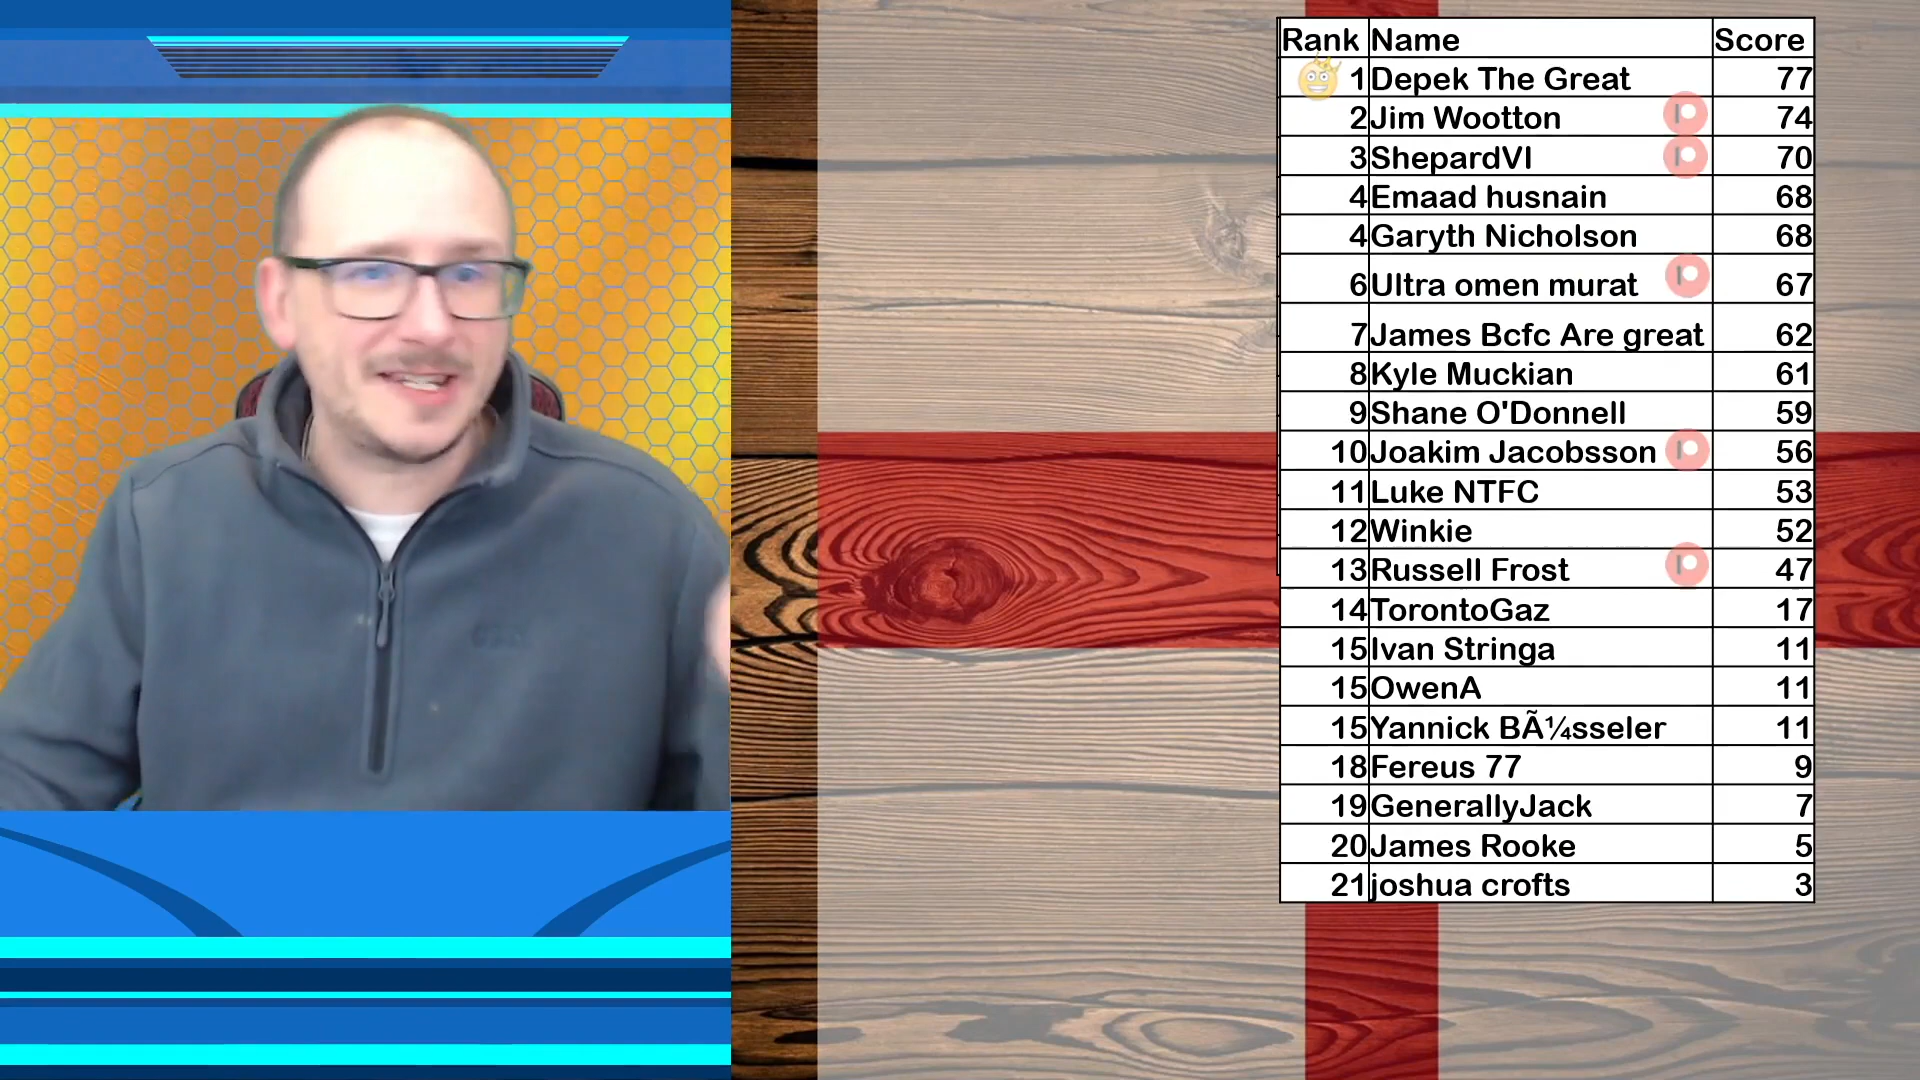 Rank Name Score
1 Depek The Great 77
2 Jim Wootton 74
3 ShepardVI 70
4 Emaad husnain 68
4 Garyth Nicholson 68
6 Ultra omen murat 67
7 James Bcfc Are great 62
8 Kyle Muckian 61
9 Shane O'Donnell 59
10 Joakim Jacobsson 56
11 Luke NTFC 53
12 Winkie 52
13 Russell Frost 47
14 TorontoGaz 17
15 Ivan Stringa 11
15 OwenA 11
15 Yannick BÃ¼sseler 11
18 Fereus 77 9
19 GenerallyJack 7
20 James Rooke 5
21 joshua crofts 3